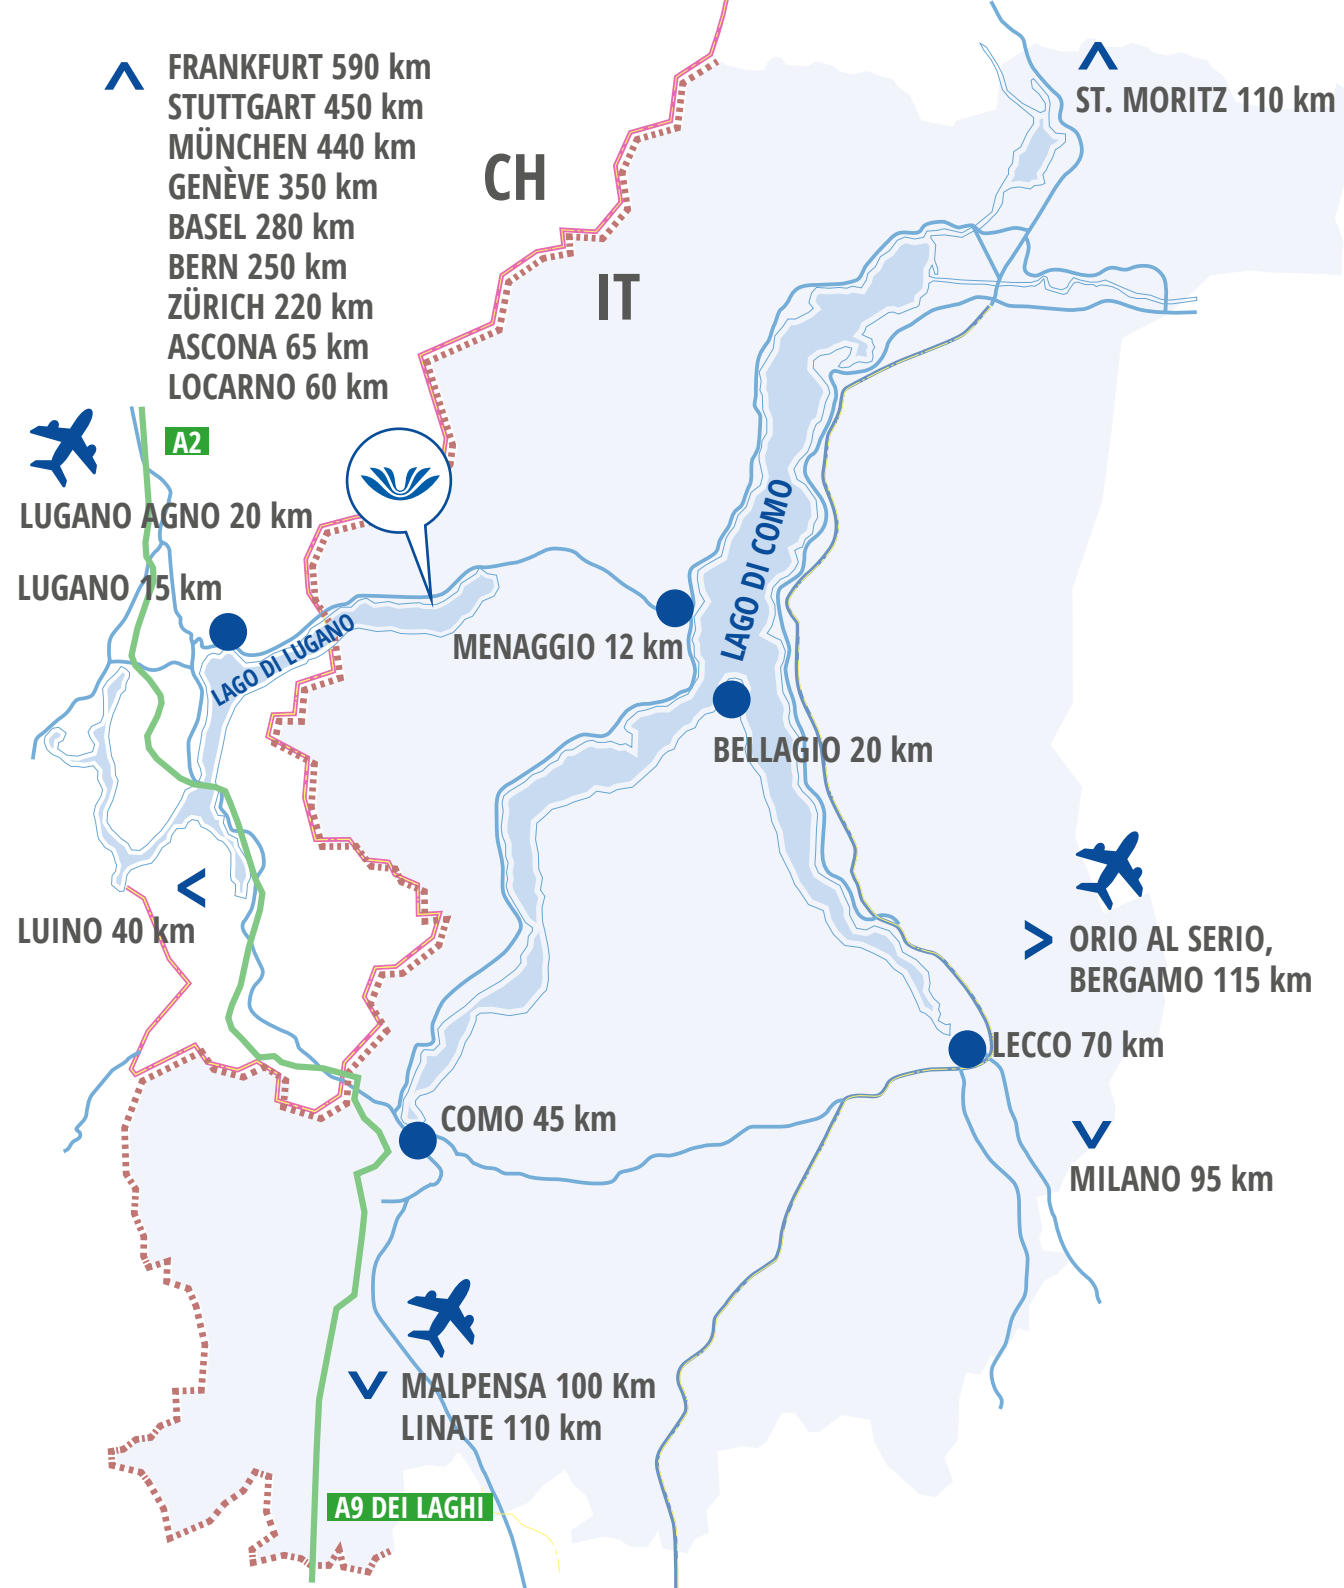 FRANKFURT 590 km
STUTTGART 450 km
MÜNCHEN 440 km
GENÈVE 350 km
BASEL 280 km
BERN 250 km
ZÜRICH 220 km
ASCONA 65 km
LOCARNO 60 km
ST. MORITZ 110 km
CH
IT
A2
LUGANO AGNO 20 km
LUGANO 15 km
LAGO DI LUGANO
MENAGGIO 12 km
LAGO DI COMO
BELLAGIO 20 km
LUINO 40 km
ORIO AL SERIO,
BERGAMO 115 km
LECCO 70 km
COMO 45 km
MILANO 95 km
MALPENSA 100 Km
LINATE 110 km
A9 DEI LAGHI